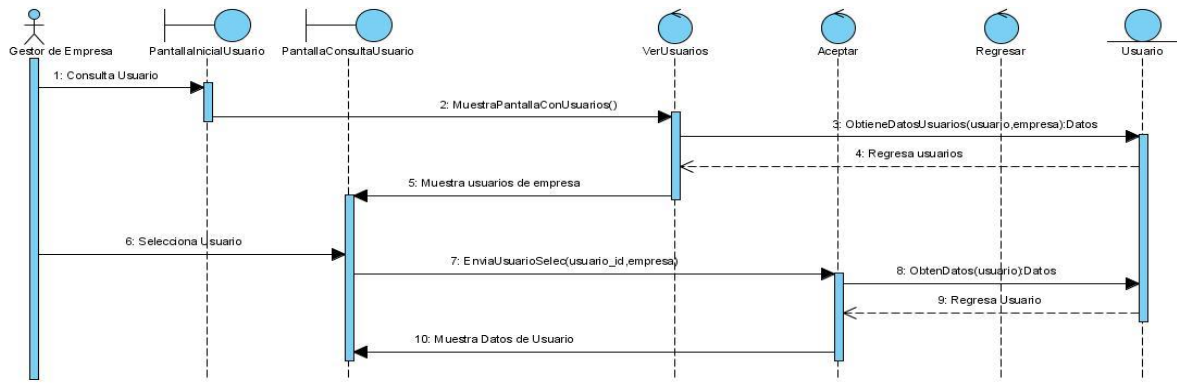 Gestor de Empresa
PantallaInicialUsuario
PantallaConsultaUsuario
VerUsuarios
Aceptar
Regresar
Usuario
1: Consulta Usuario
2: MuestraPantallaConUsuarios()
3: ObtieneDatosUsuarios(usuario,empresa):Datos
4: Regresa usuarios
5: Muestra usuarios de empresa
6: Selecciona Usuario
7: EnviaUsuarioSelec(usuario_id,empresa)
8: ObtenDatos(usuario):Datos
9: Regresa Usuario
10: Muestra Datos de Usuario